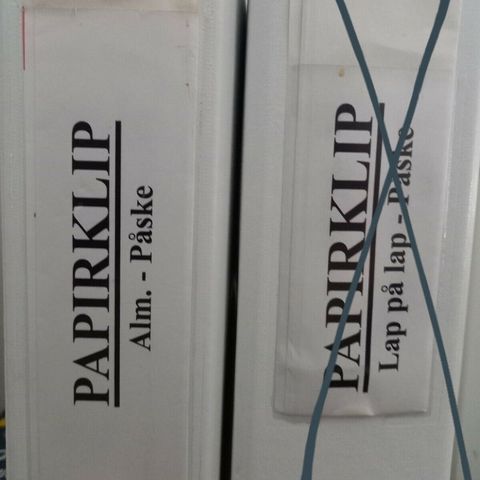 PAPIRKLIP
Alm. - Påske
PAPIRKLIP
Lap på lap - Påske